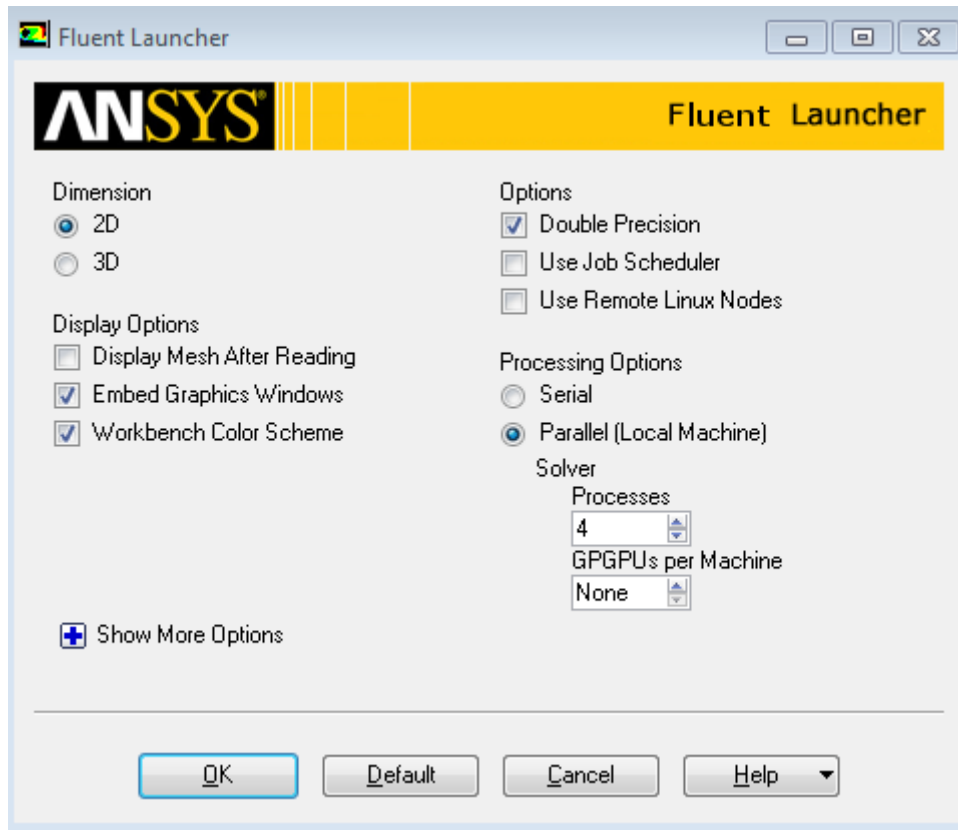 Fluent Launcher
ANSYS® Fluent Launcher
Dimension
2D
3D
Display Options
Display Mesh After Reading
Embed Graphics Windows
Workbench Color Scheme
Show More Options
Options
Double Precision
Use Job Scheduler
Use Remote Linux Nodes
Processing Options
Serial
Parallel (Local Machine)
Solver
Processes
4
GPGPUs per Machine
None
OK Default Cancel Help